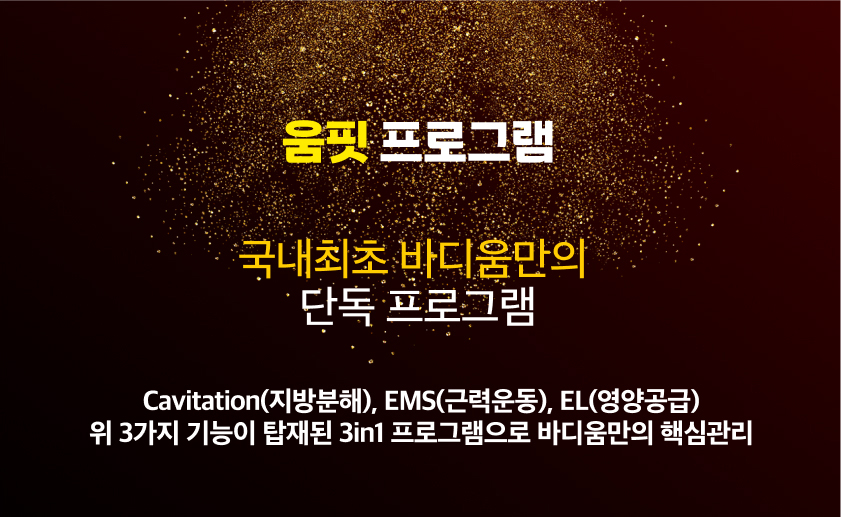 움핏 프로그램
국내최초 바디움만의
단독 프로그램
Cavitation(지방분해), EMS(근력운동), EL(영양공급)
위 3가지 기능이 탑재된 3in1 프로그램으로 바디움만의 핵심관리